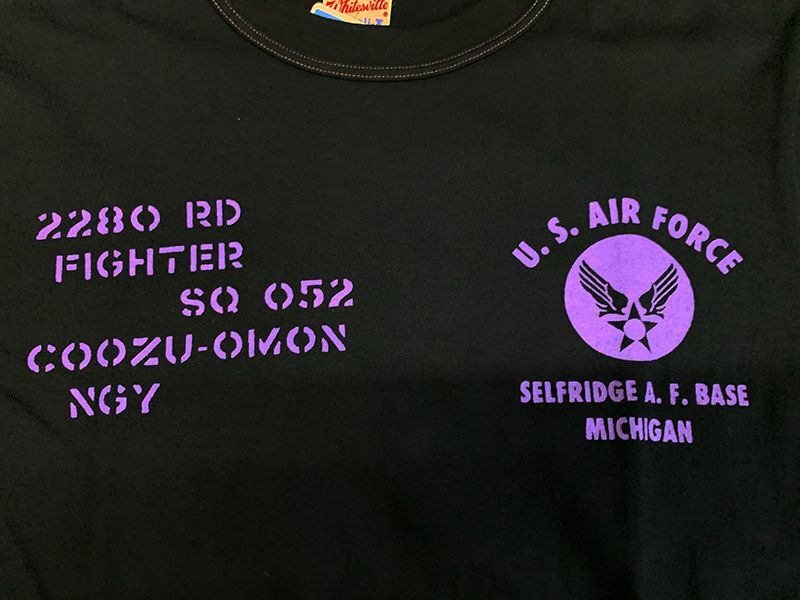 Whitesville
2280 RD
FIGHTER
SQ 052
COOZU-OMON
NGY
U. S. AIR FORCE
SELFRIDGE A. F. BASE
MICHIGAN